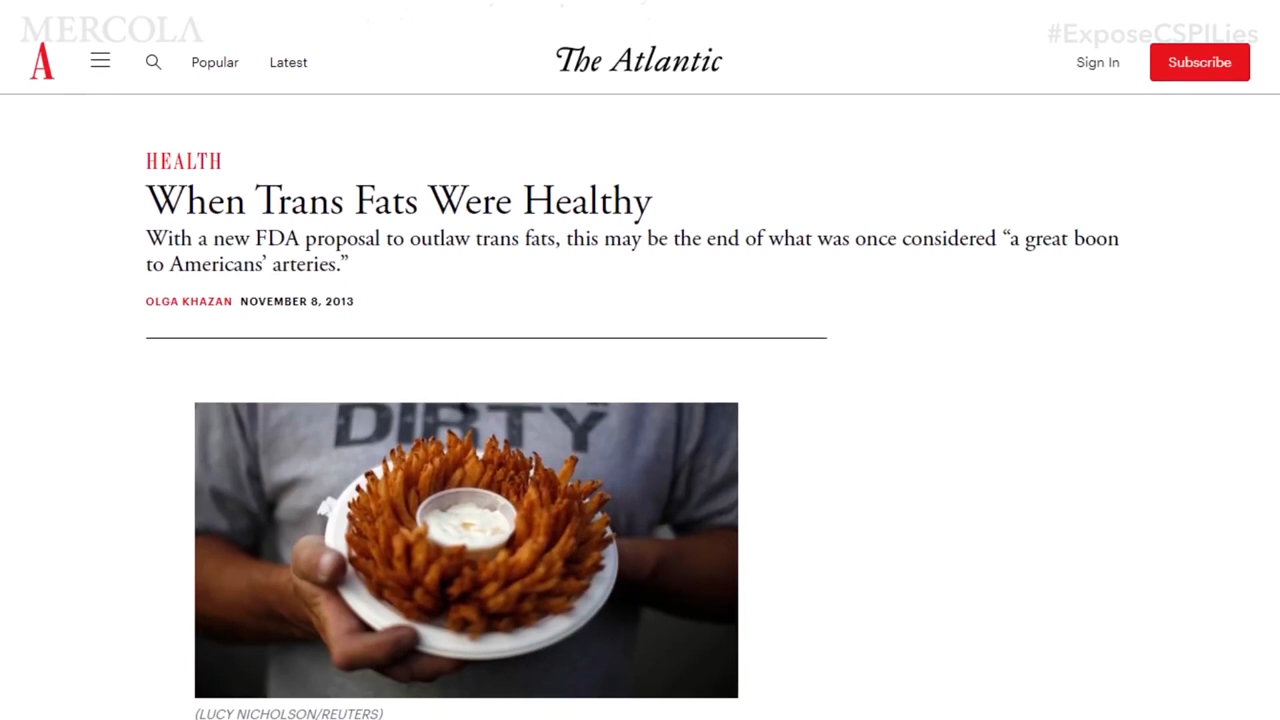 MERCOLA
#ExposeCSPILies
A
Popular
Latest
The Atlantic
Sign In
Subscribe
HEALTH
When Trans Fats Were Healthy
With a new FDA proposal to outlaw trans fats, this may be the end of what was once considered “a great boon
to Americans’ arteries.”
OLGA KHAZAN NOVEMBER 8, 2013
DIRTY
(LUCY NICHOLSON/REUTERS)